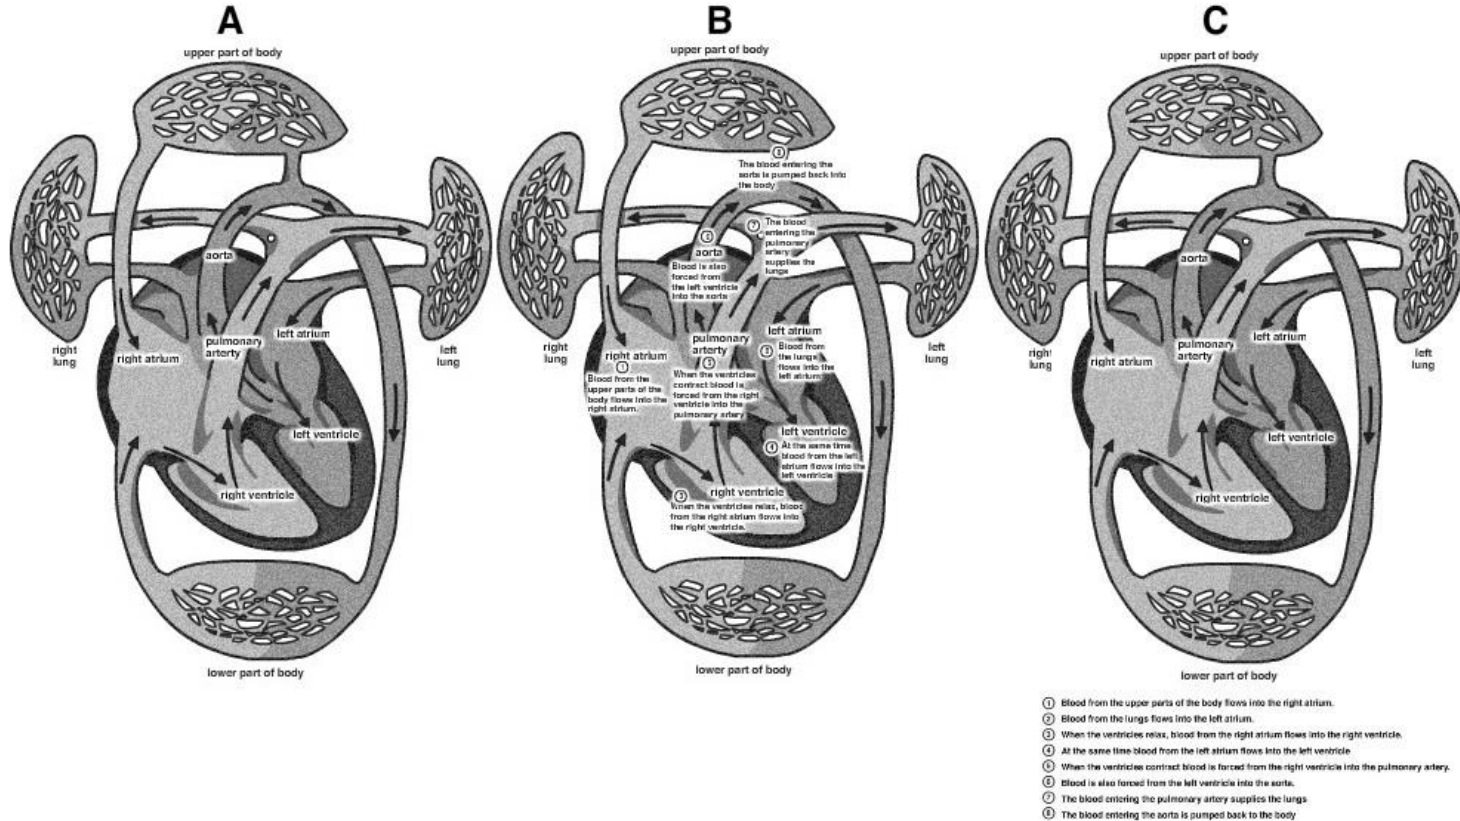 A
upper part of body
aorta
right atrium
pulmonary
arterty
left atrium
right
lung
left
lung
left ventricle
right ventricle
lower part of body
B
upper part of body
8
The blood entering the
aorta is pumped back into
the body
6
aorta
Blood is also
forced from
the left ventricle
into the aorta
7
The blood
entering the
pulmonary
artery
supplies the
lungs
right
lung
left
lung
right atrium
1
Blood from the
upper parts of the
body flows into the
right atrium.
pulmonary
arterty
When the ventricles
contract blood is
forced from the right
ventricle into the
pulmonary artery
left atrium
Blood from
the lungs
flows into the
left atrium
left ventricle
4
At the same time
blood from the left
atrium flows into the
left ventricle
right ventricle
3
When the ventricles relax, blood
from the right atrium flows into
the right ventricle.
lower part of body
C
upper part of body
aorta
right atrium
pulmonary
arterty
left atrium
right
lung
left
lung
left ventricle
right ventricle
lower part of body
1 Blood from the upper parts of the body flows into the right atrium.
2 Blood from the lungs flows into the left atrium.
3 When the ventricles relax, blood from the right atrium flows into the right ventricle.
4 At the same time blood from the left atrium flows into the left ventricle
5 When the ventricles contract blood is forced from the right ventricle into the pulmonary artery.
6 Blood is also forced from the left ventricle into the aorta.
7 The blood entering the pulmonary artery supplies the lungs
8 The blood entering the aorta is pumped back to the body